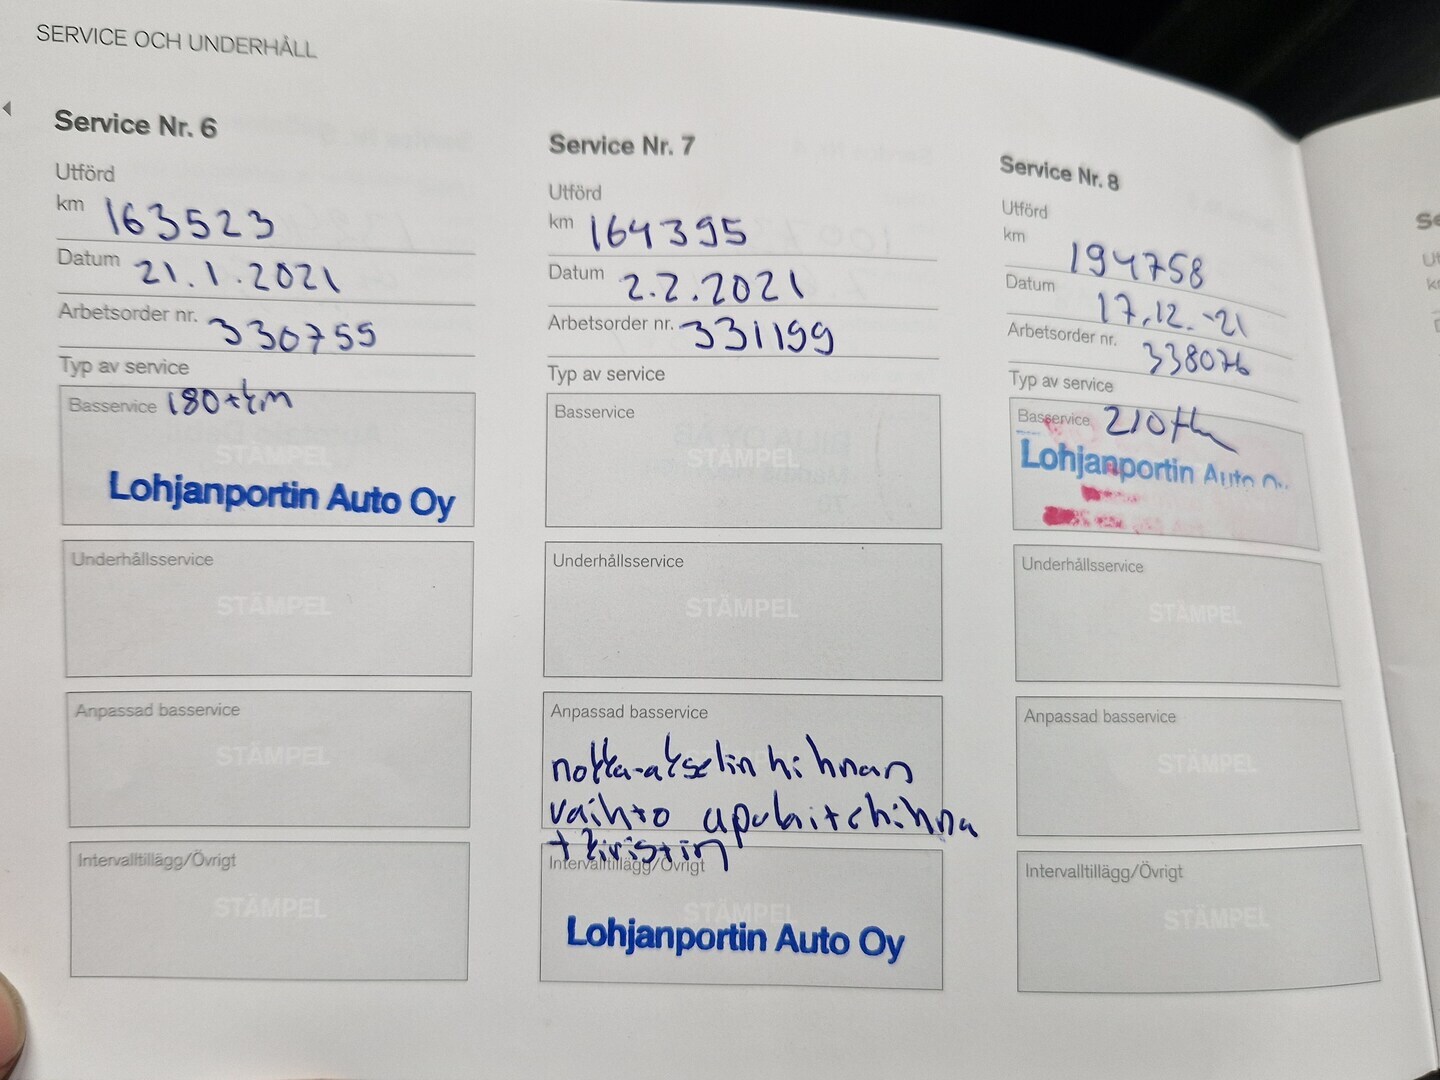 SERVICE OCH UNDERHÅLL
Service Nr. 6
Utförd
km 163523
Datum 21.1.2021
Arbetsorder nr. 330755
Typ av service
Basservice 180tkm
STÄMPEL
Lohjanportin Auto Oy
Underhållsservice
STÄMPEL
Anpassad basservice
STÄMPEL
Intervalltillägg/Övrigt
STÄMPEL
Service Nr. 7
Utförd
km 164395
Datum 2.2.2021
Arbetsorder nr. 331199
Typ av service
Basservice
STÄMPEL
Underhållsservice
STÄMPEL
Anpassad basservice
nokka-akselin hihnan
vaihto apulaitehihna
+ kiristin
Intervalltillägg/Övrigt
STÄMPEL
Lohjanportin Auto Oy
Service Nr. 8
Utförd
km 194758
Datum 17.12.-21
Arbetsorder nr. 338076
Typ av service
Basservice 210tkm
Lohjanportin Auto
Underhållsservice
STÄMPEL
Anpassad basservice
STÄMPEL
Intervalltillägg/Övrigt
STÄMPEL